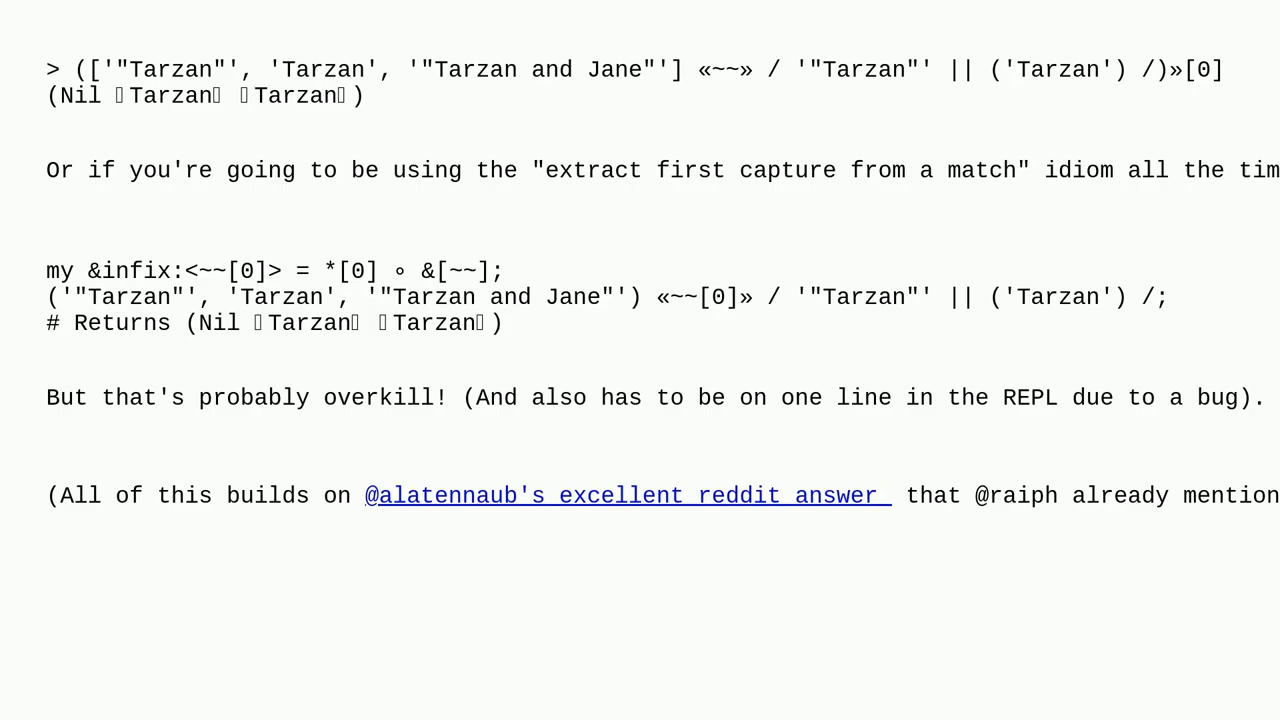 > (['"Tarzan"', 'Tarzan', '"Tarzan and Jane"'] «~~» / '"Tarzan"' || ('Tarzan') /)»[0]
(Nil Tarzan Tarzan)
Or if you're going to be using the "extract first capture from a match" idiom all the tim
my &infix:<~~[0]> = *[0] ∘ &[~~];
('"Tarzan"', 'Tarzan', '"Tarzan and Jane"') «~~[0]» / '"Tarzan"' || ('Tarzan') /;
# Returns (Nil Tarzan Tarzan)
But that's probably overkill! (And also has to be on one line in the REPL due to a bug).
(All of this builds on @alatennaub's excellent reddit answer that @raiph already mention